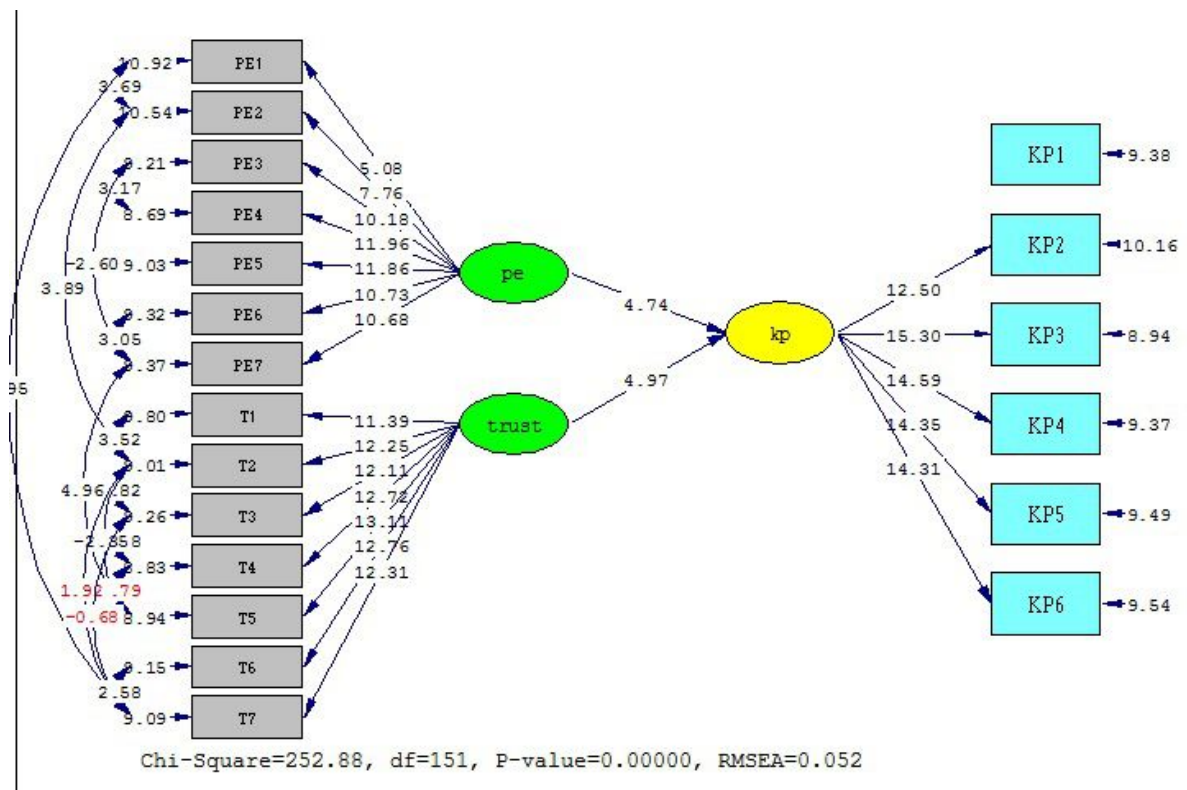 10.92 PE1
3.69
10.54 PE2
9.21 PE3
3.17
8.69 PE4
-2.60 9.03 PE5
3.89
9.32 PE6
3.05
9.37 PE7
95
9.80 T1
3.52
9.01 T2
4.96 .82
9.26 T3
8.83 T4
1.92 .79
-0.68 8.94 T5
9.15 T6
2.58
9.09 T7
5.08
7.76
10.18
11.96
11.86
10.73
10.68
pe
4.74
11.39
12.25
12.11
12.72
13.11
12.76
12.31
trust
4.97
kp
12.50
15.30
14.59
14.35
14.31
KP1 9.38
KP2 10.16
KP3 8.94
KP4 9.37
KP5 9.49
KP6 9.54
Chi-Square=252.88, df=151, P-value=0.00000, RMSEA=0.052